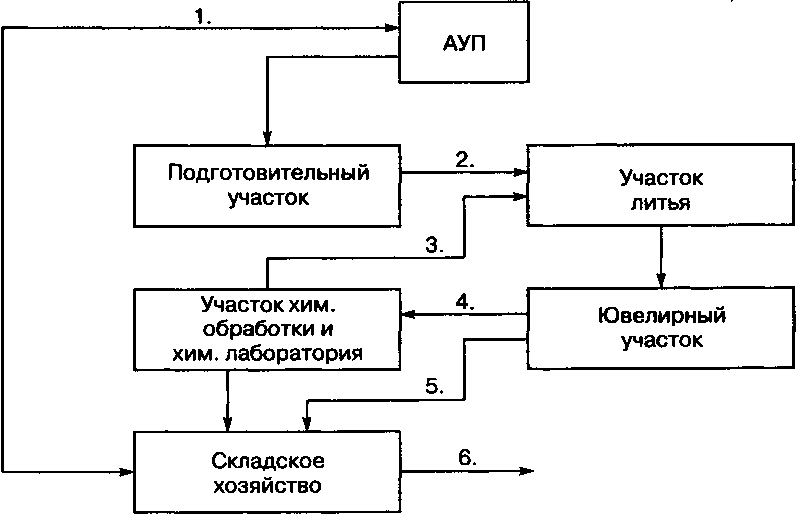 1.
АУП
Подготовительный
участок
2.
Участок
литья
3.
Участок хим.
обработки и
хим. лаборатория
4.
Ювелирный
участок
5.
Складское
хозяйство
6.